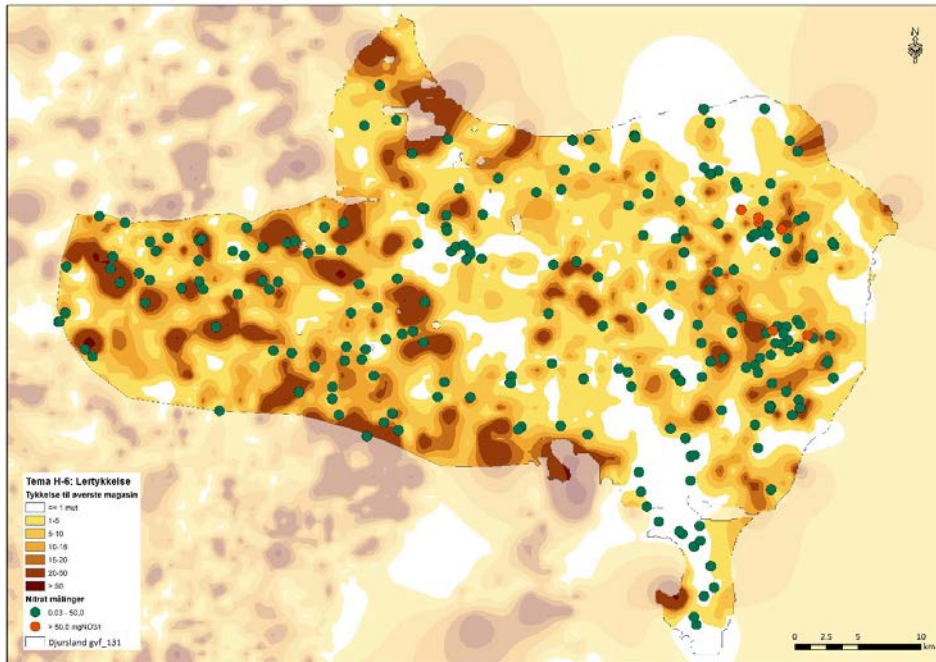 N
Tema H-6: Lertykkelse
Tykkelse til øverste magasin
=< 1 mut
1-5
5-10
10-15
15-20
20-50
> 50
Nitrat målinger
0,03 - 50,0
> 50,0 mgNO3/l
Djursland gvf_131
0 2.5 5 10
km